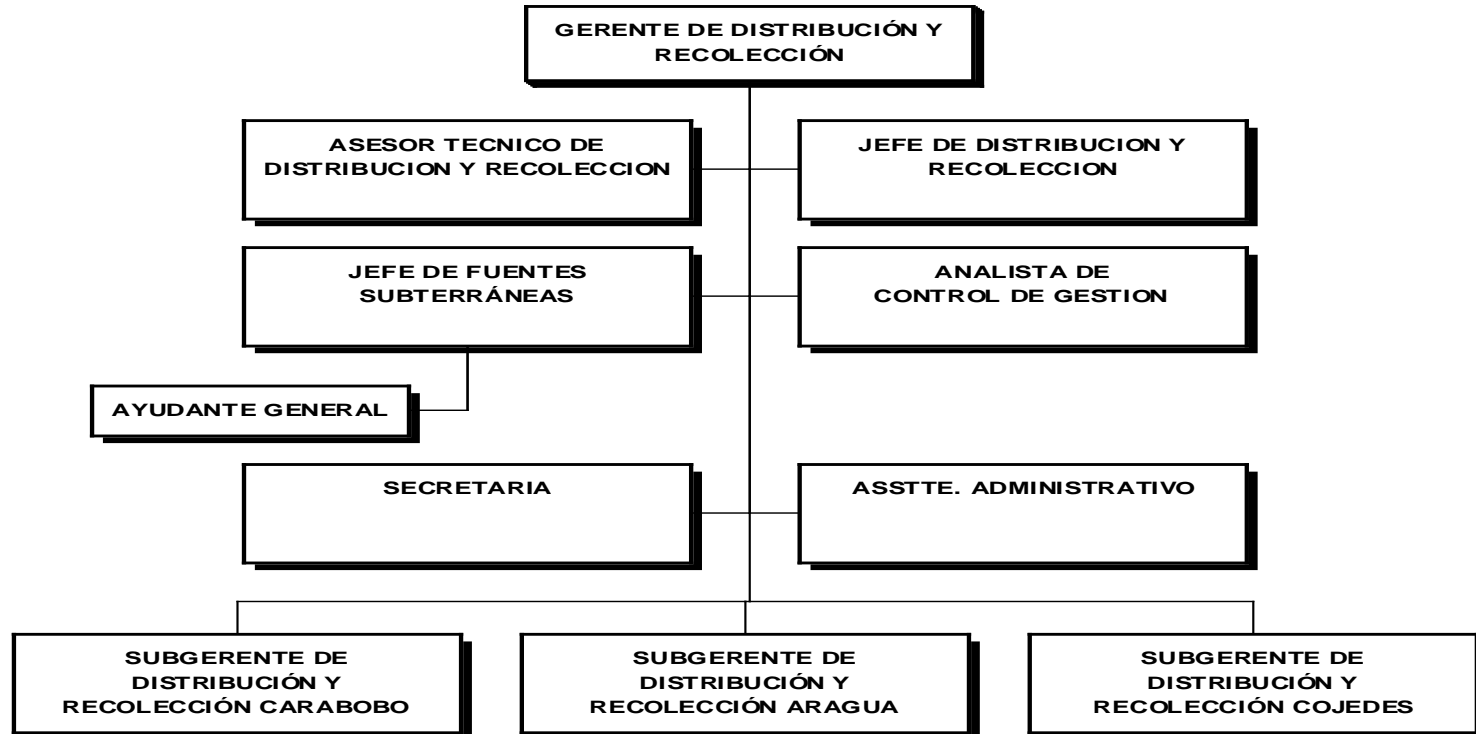 GERENTE DE DISTRIBUCIÓN Y
RECOLECCIÓN
ASESOR TECNICO DE
DISTRIBUCION Y RECOLECCION
JEFE DE DISTRIBUCION Y
RECOLECCION
JEFE DE FUENTES
SUBTERRÁNEAS
ANALISTA DE
CONTROL DE GESTION
AYUDANTE GENERAL
SECRETARIA
ASSTTE. ADMINISTRATIVO
SUBGERENTE DE
DISTRIBUCIÓN Y
RECOLECCIÓN CARABOBO
SUBGERENTE DE
DISTRIBUCIÓN Y
RECOLECCIÓN ARAGUA
SUBGERENTE DE
DISTRIBUCIÓN Y
RECOLECCIÓN COJEDES